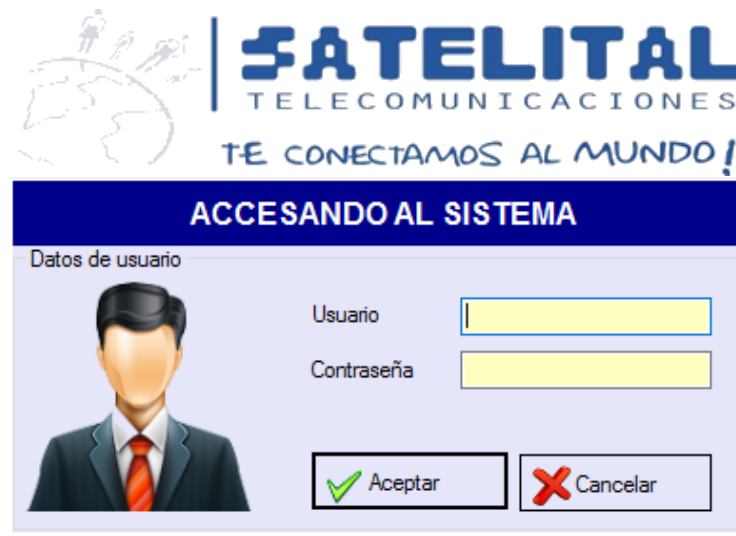 SATELITAL
TELECOMUNICACIONES
TE CONECTAMOS AL MUNDO!
ACCESANDO AL SISTEMA
Datos de usuario
Usuario
Contraseña
Aceptar Cancelar